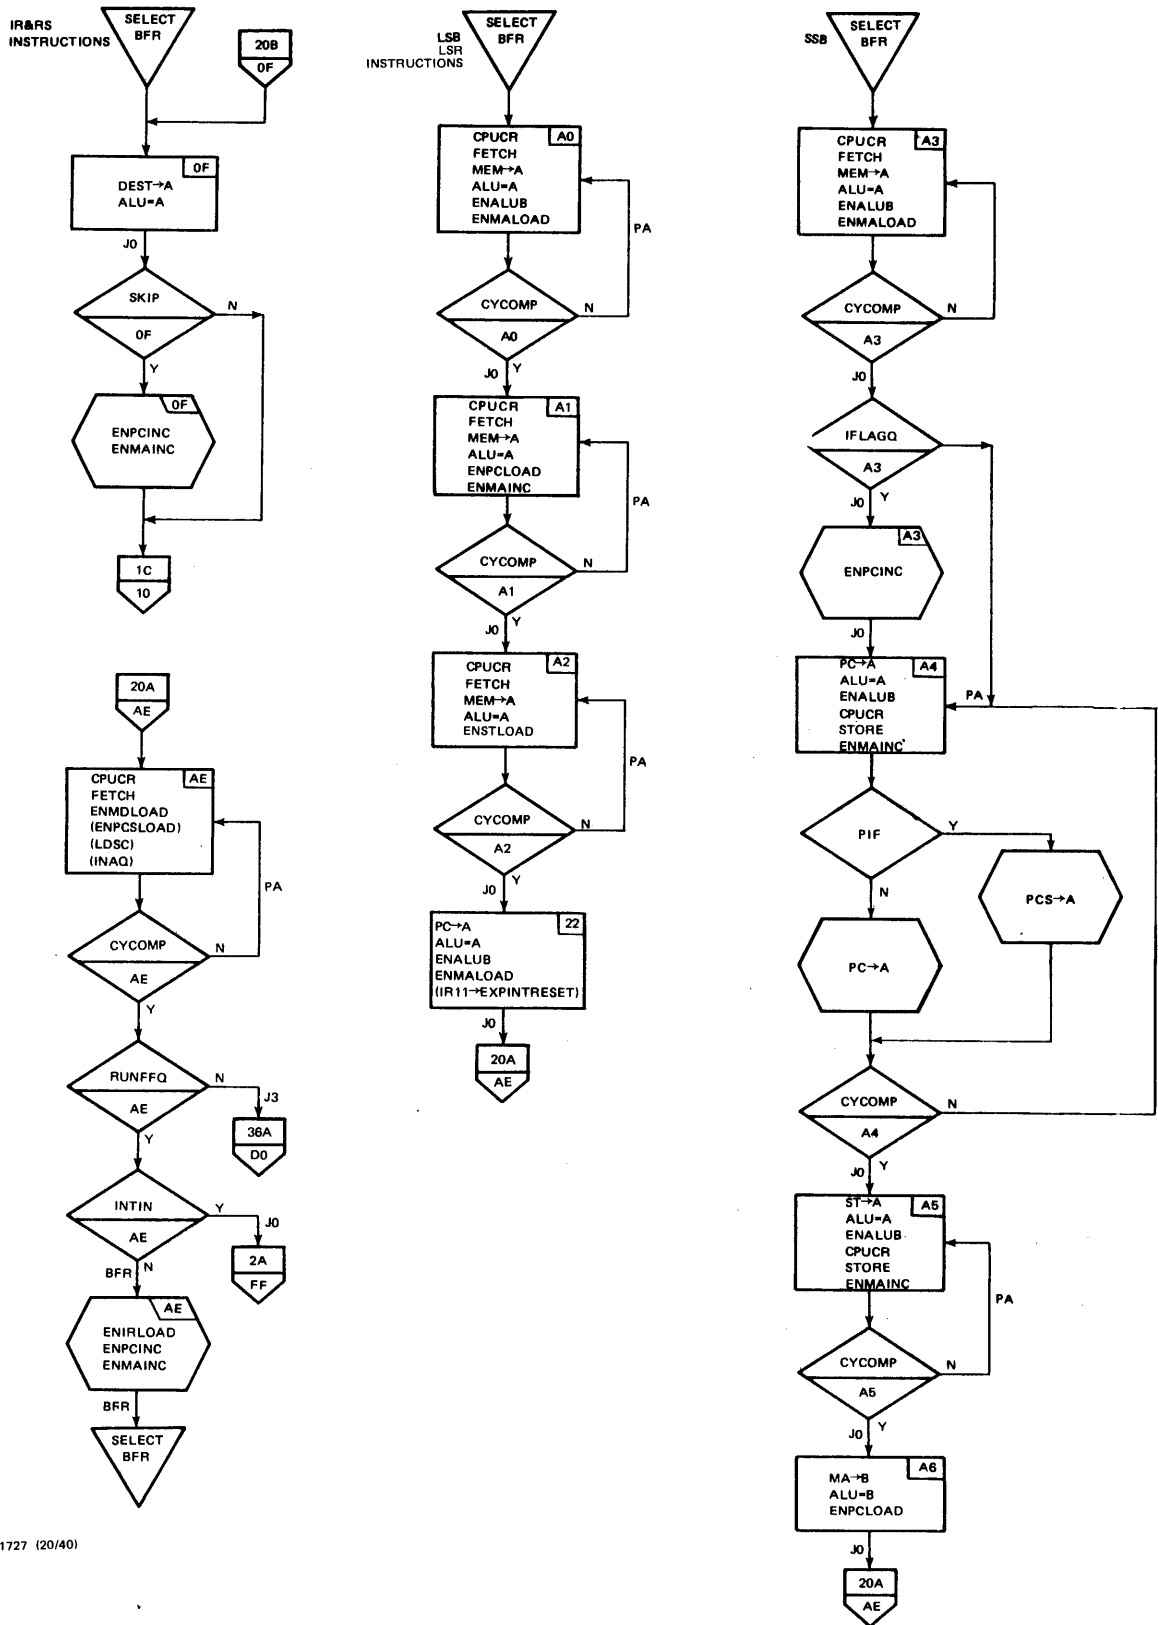 IR&RS
INSTRUCTIONS
SELECT
BFR
20B
0F
0F
DEST→A
ALU=A
J0
SKIP
N
0F
Y
0F
ENPCINC
ENMAINC
1C
10
20A
AE
AE
CPUCR
FETCH
ENMDLOAD
(ENPCSLOAD)
(LDSC)
(INAQ)
PA
CYCOMP
N
AE
Y
RUNFFQ
N
AE
J3
36A
D0
Y
INTIN
Y
AE
J0
2A
FF
BFR
N
AE
ENIRLOAD
ENPCINC
ENMAINC
BFR
SELECT
BFR
1727 (20/40)
LSB
LSR
INSTRUCTIONS
SELECT
BFR
A0
CPUCR
FETCH
MEM→A
ALU=A
ENALUB
ENMALOAD
PA
CYCOMP
N
A0
J0
Y
A1
CPUCR
FETCH
MEM→A
ALU=A
ENPCLOAD
ENMAINC
PA
CYCOMP
N
A1
J0
Y
A2
CPUCR
FETCH
MEM→A
ALU=A
ENSTLOAD
PA
CYCOMP
N
A2
J0
Y
22
PC→A
ALU=A
ENALUB
ENMALOAD
(IR11→EXPINTRESET)
J0
20A
AE
SSB
SELECT
BFR
A3
CPUCR
FETCH
MEM→A
ALU=A
ENALUB
ENMALOAD
CYCOMP
N
A3
J0
IFLAGQ
A3
J0
Y
A3
ENPCINC
J0
A4
PC→A
ALU=A
ENALUB
CPUCR
STORE
ENMAINC
PA
PIF
Y
N
PCS→A
PC→A
CYCOMP
N
A4
J0
Y
A5
ST→A
ALU=A
ENALUB
CPUCR
STORE
ENMAINC
PA
CYCOMP
N
A5
J0
Y
A6
MA→B
ALU=B
ENPCLOAD
J0
20A
AE